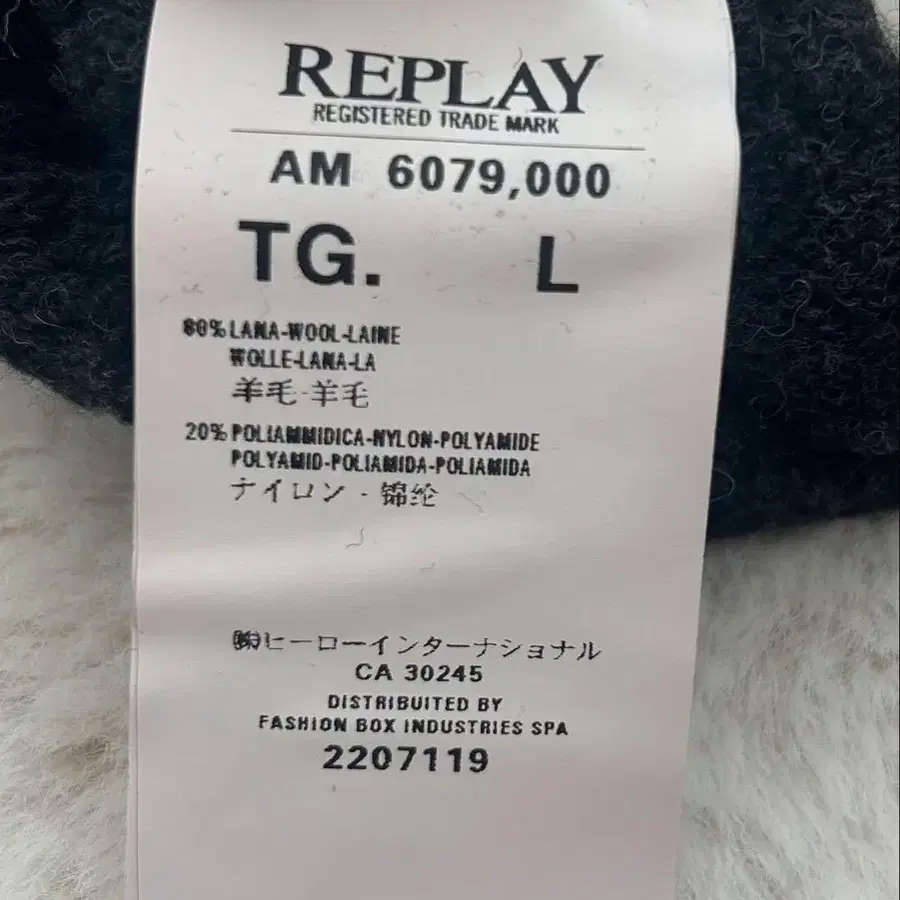 REPLAY
REGISTERED TRADE MARK
AM 6079,000
TG. L
80% LANA-WOOL-LAINE
WOLLE-LANA-LA
羊毛-羊毛
20% POLIAMMIDICA-NYLON-POLYAMIDE
POLYAMID-POLIAMIDA-POLIAMIDA
ナイロン - 锦纶
㈱ヒーローインターナショナル
CA 30245
DISTRIBUITED BY
FASHION BOX INDUSTRIES SPA
2207119